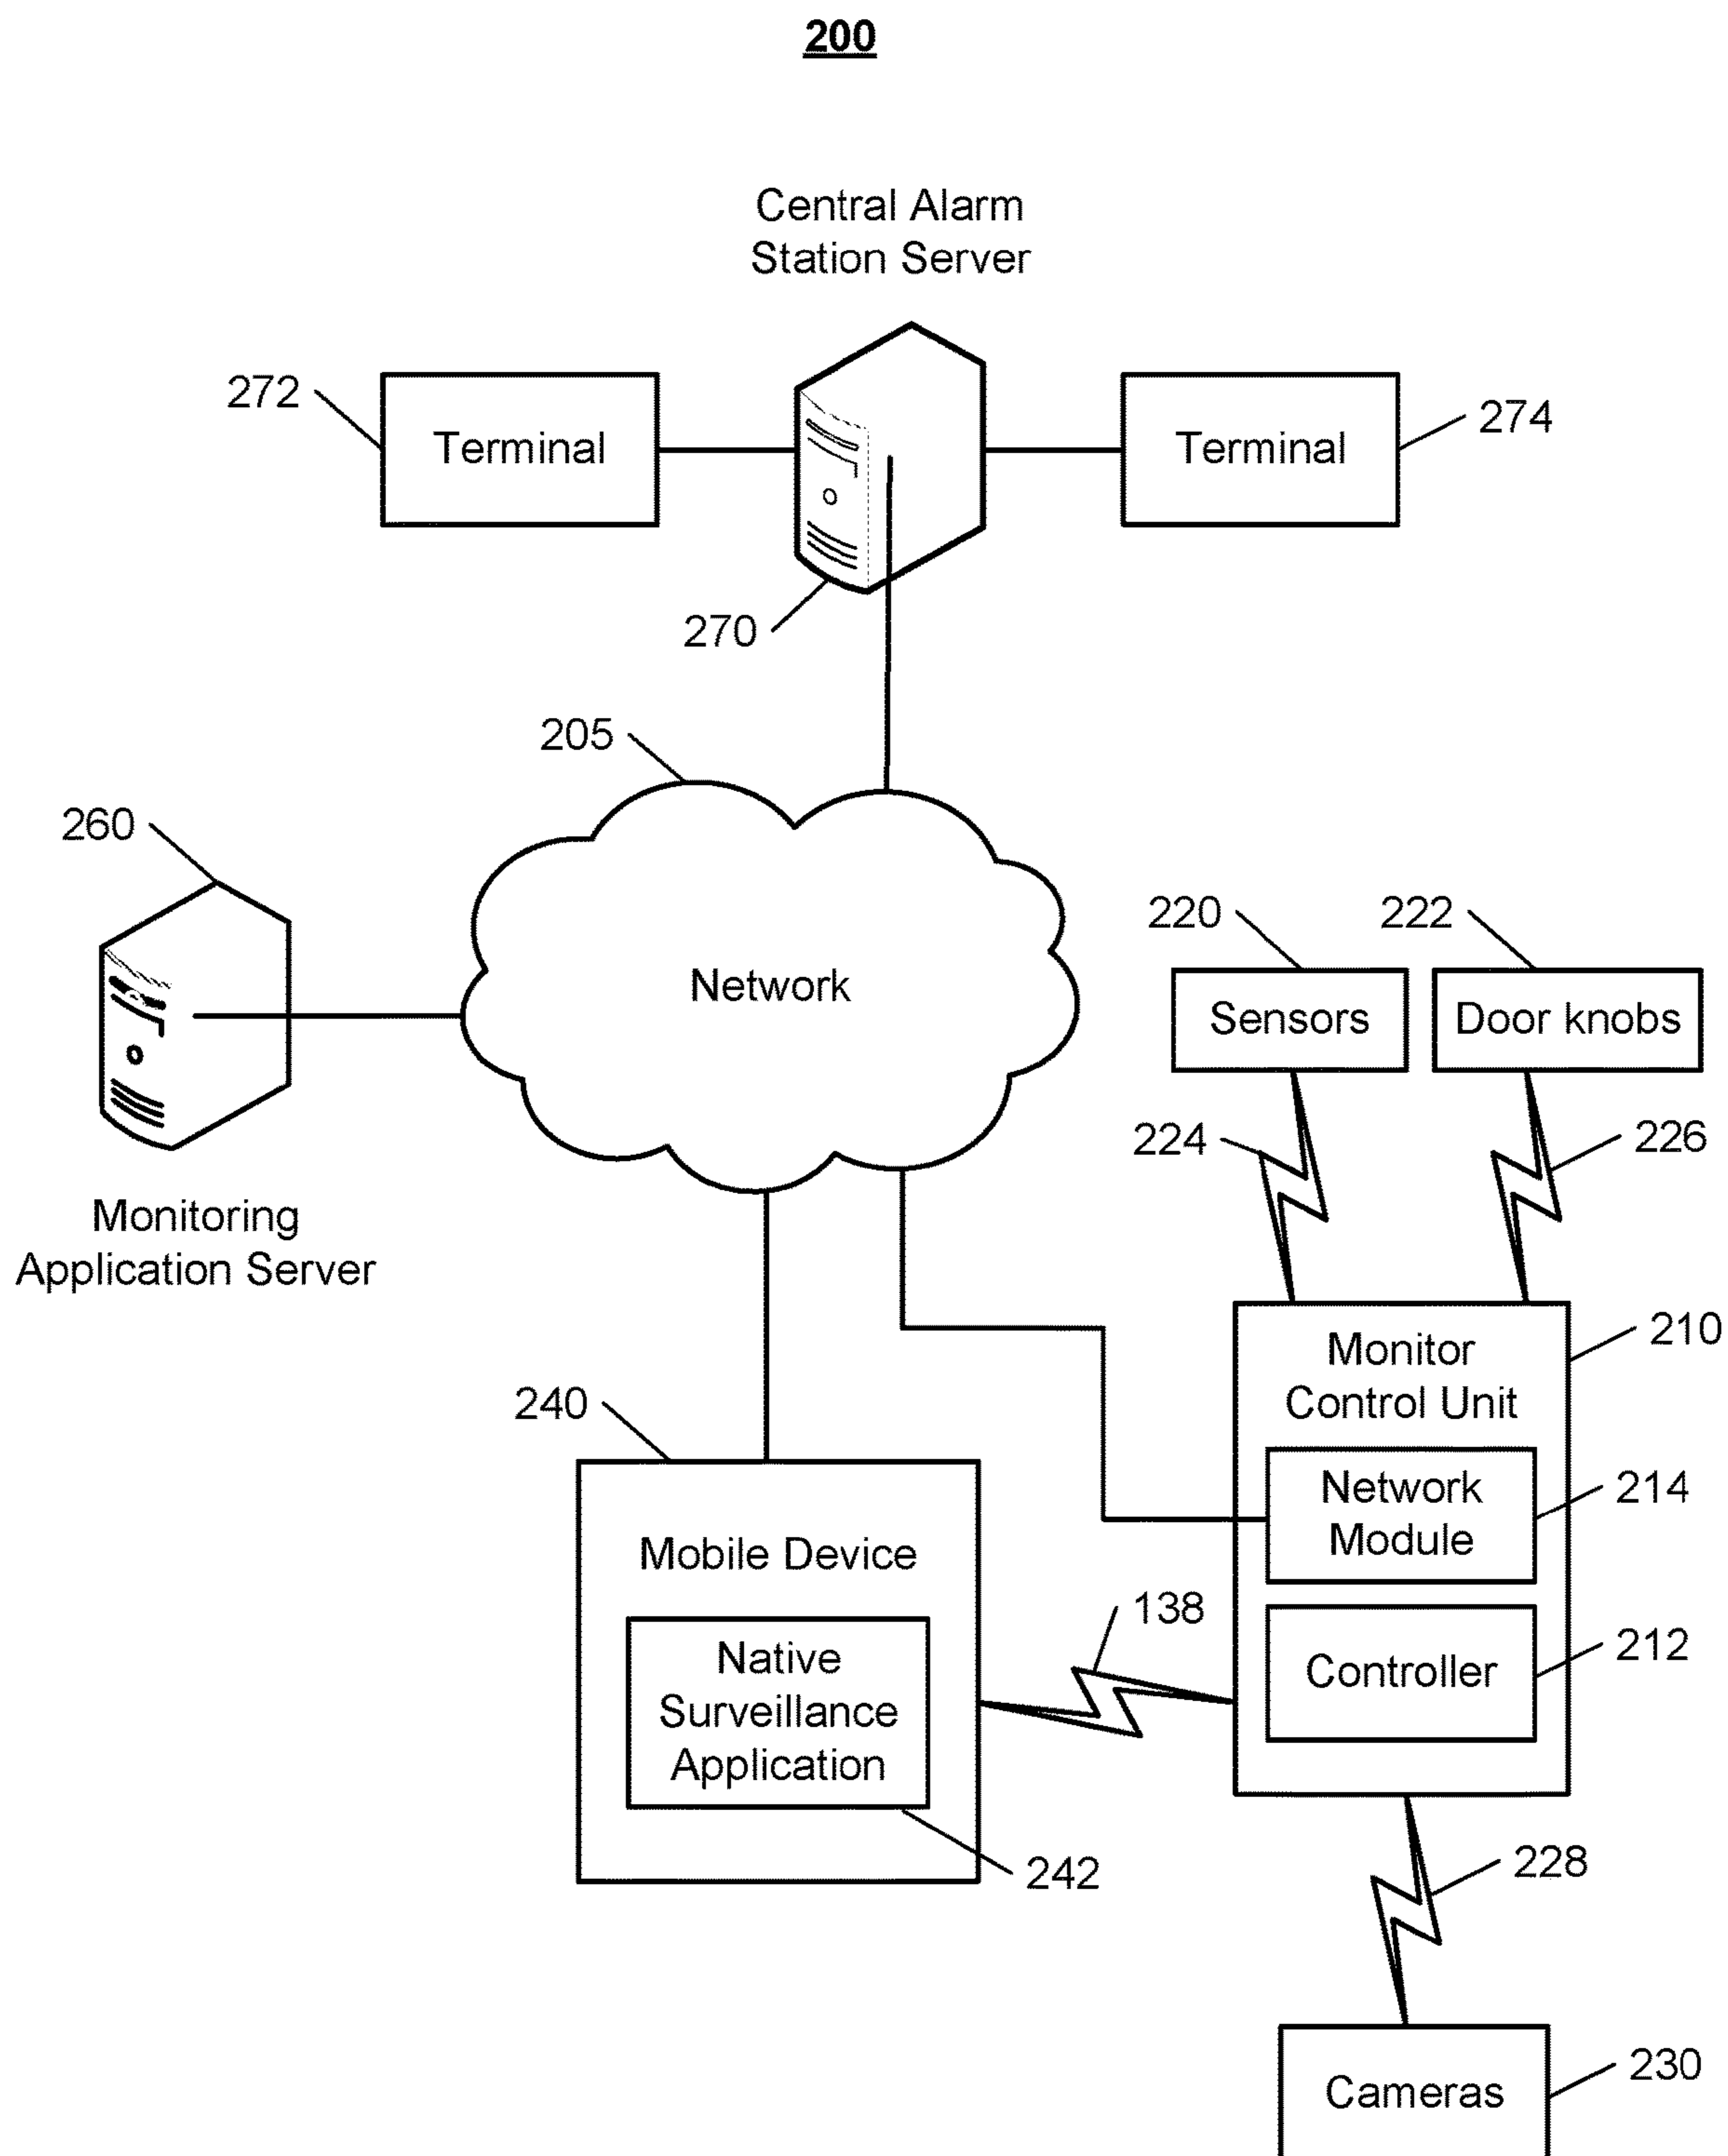 200
Central Alarm
Station Server
272
Terminal
Terminal
274
270
205
260
Network
220
222
Sensors
Door knobs
224
226
Monitoring
Application Server
210
Monitor
Control Unit
240
Network
Module
214
Mobile Device
138
Controller
212
Native
Surveillance
Application
242
228
230
Cameras